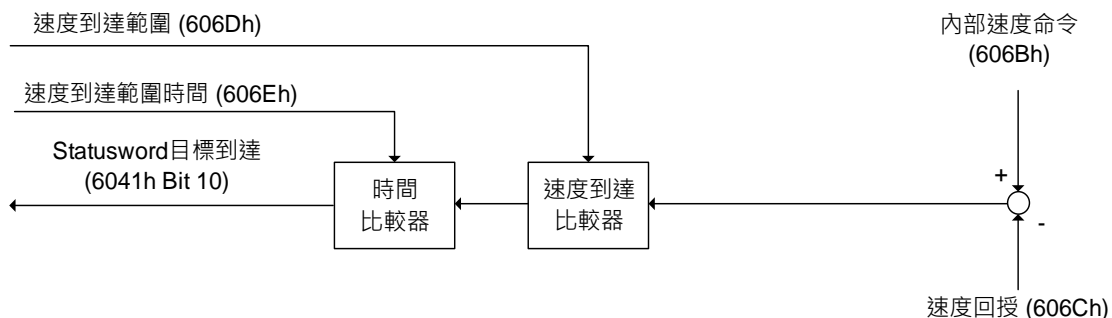 速度到達範圍 (606Dh)
內部速度命令
(606Bh)
速度到達範圍時間 (606Eh)
Statusword目標到達
(6041h Bit 10)
時間
比較器
速度到達
比較器
+
-
速度回授 (606Ch)